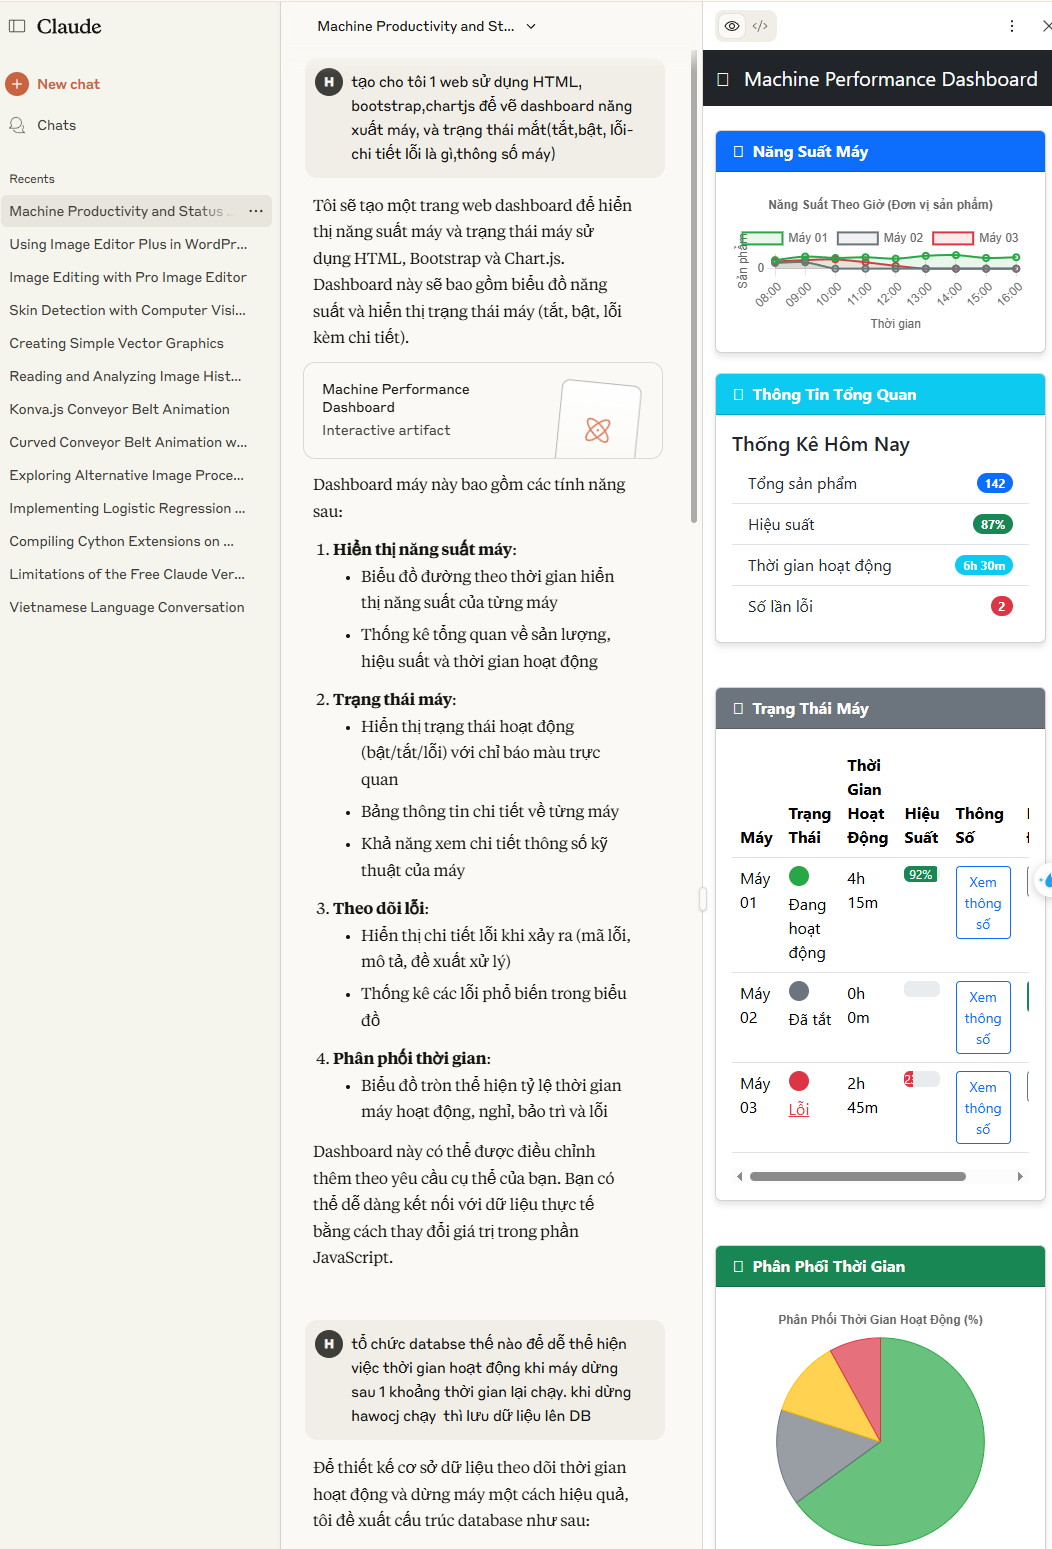 Claude
New chat
Chats
Recents
Machine Productivity and Status ...
Using Image Editor Plus in WordPr...
Image Editing with Pro Image Editor
Skin Detection with Computer Visi...
Creating Simple Vector Graphics
Reading and Analyzing Image Hist...
Konva.js Conveyor Belt Animation
Curved Conveyor Belt Animation w...
Exploring Alternative Image Proce...
Implementing Logistic Regression ...
Compiling Cython Extensions on ...
Limitations of the Free Claude Ver...
Vietnamese Language Conversation
Machine Productivity and St...
H
tạo cho tôi 1 web sử dụng HTML,
bootstrap,chartjs để vẽ dashboard năng
xuất máy, và trạng thái mắt(tắt,bật, lỗi-
chi tiết lỗi là gì,thông số máy)
Tôi sẽ tạo một trang web dashboard để hiển
thị năng suất máy và trạng thái máy sử
dụng HTML, Bootstrap và Chart.js.
Dashboard này sẽ bao gồm biểu đồ năng
suất và hiển thị trạng thái máy (tắt, bật, lỗi
kèm chi tiết).
Machine Performance
Dashboard
Interactive artifact
Dashboard máy này bao gồm các tính năng
sau:
1. Hiển thị năng suất máy:
• Biểu đồ đường theo thời gian hiển
thị năng suất của từng máy
• Thống kê tổng quan về sản lượng,
hiệu suất và thời gian hoạt động
2. Trạng thái máy:
• Hiển thị trạng thái hoạt động
(bật/tắt/lỗi) với chỉ báo màu trực
quan
• Bảng thông tin chi tiết về từng máy
• Khả năng xem chi tiết thông số kỹ
thuật của máy
3. Theo dõi lỗi:
• Hiển thị chi tiết lỗi khi xảy ra (mã lỗi,
mô tả, đề xuất xử lý)
• Thống kê các lỗi phổ biến trong biểu
đồ
4. Phân phối thời gian:
• Biểu đồ tròn thể hiện tỷ lệ thời gian
máy hoạt động, nghỉ, bảo trì và lỗi
Dashboard này có thể được điều chỉnh
thêm theo yêu cầu cụ thể của bạn. Bạn có
thể dễ dàng kết nối với dữ liệu thực tế
bằng cách thay đổi giá trị trong phần
JavaScript.
H
tổ chức databse thế nào để dễ thể hiện
việc thời gian hoạt động khi máy dừng
sau 1 khoảng thời gian lại chạy. khi dừng
hawocj chạy thì lưu dữ liệu lên DB
Để thiết kế cơ sở dữ liệu theo dõi thời gian
hoạt động và dừng máy một cách hiệu quả,
tôi đề xuất cấu trúc database như sau:
Machine Performance Dashboard
Năng Suất Máy
Năng Suất Theo Giờ (Đơn vị sản phẩm)
Máy 01 Máy 02 Máy 03
Sản phẩm
0
08:00 09:00 10:00 11:00 12:00 13:00 14:00 15:00 16:00
Thời gian
Thông Tin Tổng Quan
Thống Kê Hôm Nay
Tổng sản phẩm 142
Hiệu suất 87%
Thời gian hoạt động 6h 30m
Số lần lỗi 2
Trạng Thái Máy
Máy
Trạng
Thái
Thời
Gian
Hoạt
Động
Hiệu
Suất
Thông
Số
Máy
01
Đang
hoạt
động
4h
15m
92%
Xem
thông
số
Máy
02
Đã tắt
0h
0m
Xem
thông
số
Máy
03
Lỗi
2h
45m
Xem
thông
số
Phân Phối Thời Gian
Phân Phối Thời Gian Hoạt Động (%)